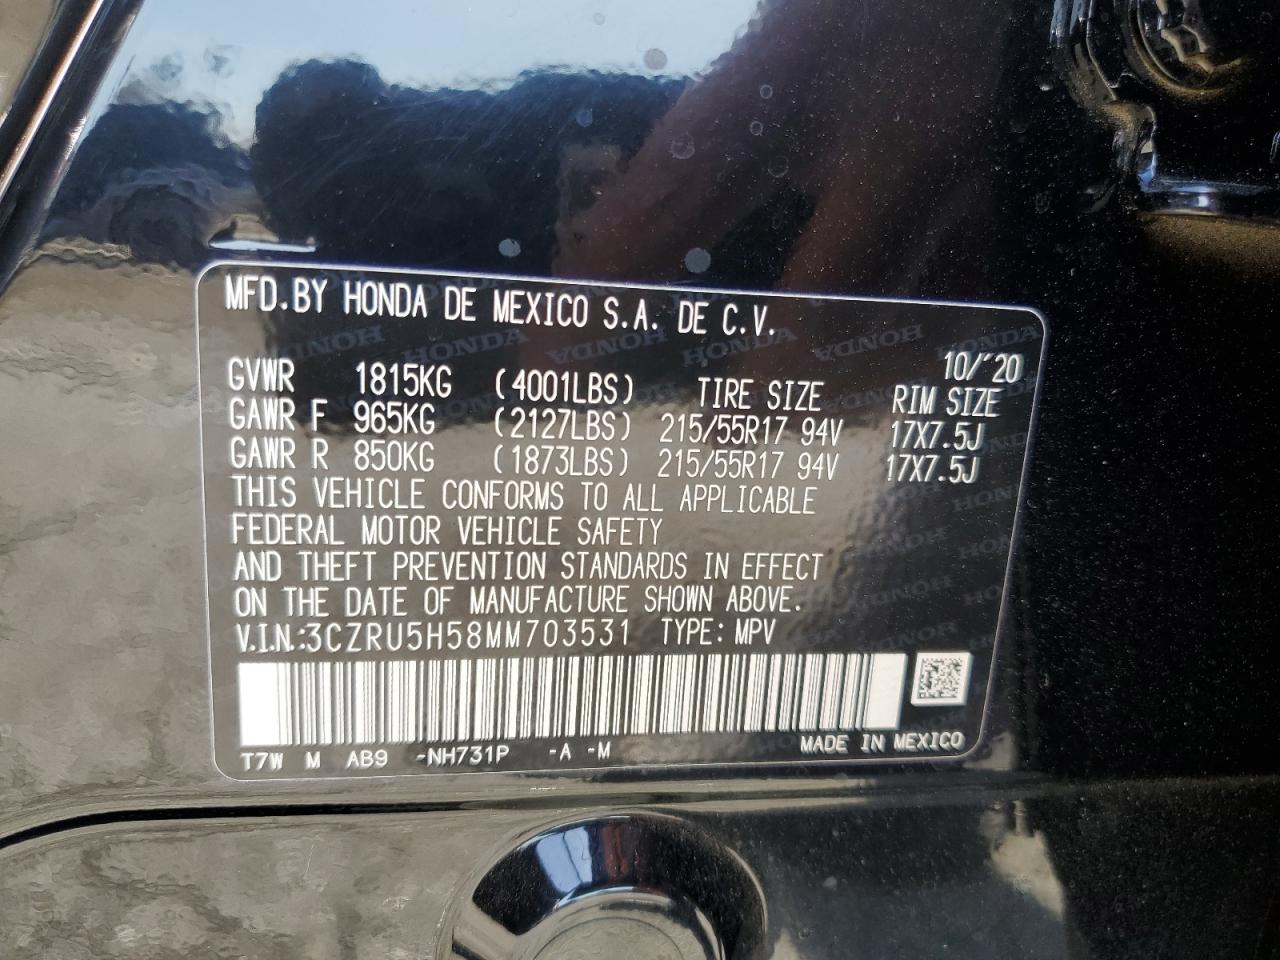 MFD.BY HONDA DE MEXICO S.A. DE C.V.
10/'20
GVWR 1815KG (4001LBS) TIRE SIZE RIM SIZE
GAWR F 965KG (2127LBS) 215/55R17 94V 17X7.5J
GAWR R 850KG (1873LBS) 215/55R17 94V 17X7.5J
THIS VEHICLE CONFORMS TO ALL APPLICABLE
FEDERAL MOTOR VEHICLE SAFETY
AND THEFT PREVENTION STANDARDS IN EFFECT
ON THE DATE OF MANUFACTURE SHOWN ABOVE.
V.I.N.:3CZRU5H58MM703531 TYPE: MPV
T7W M AB9 -NH731P -A -M MADE IN MEXICO